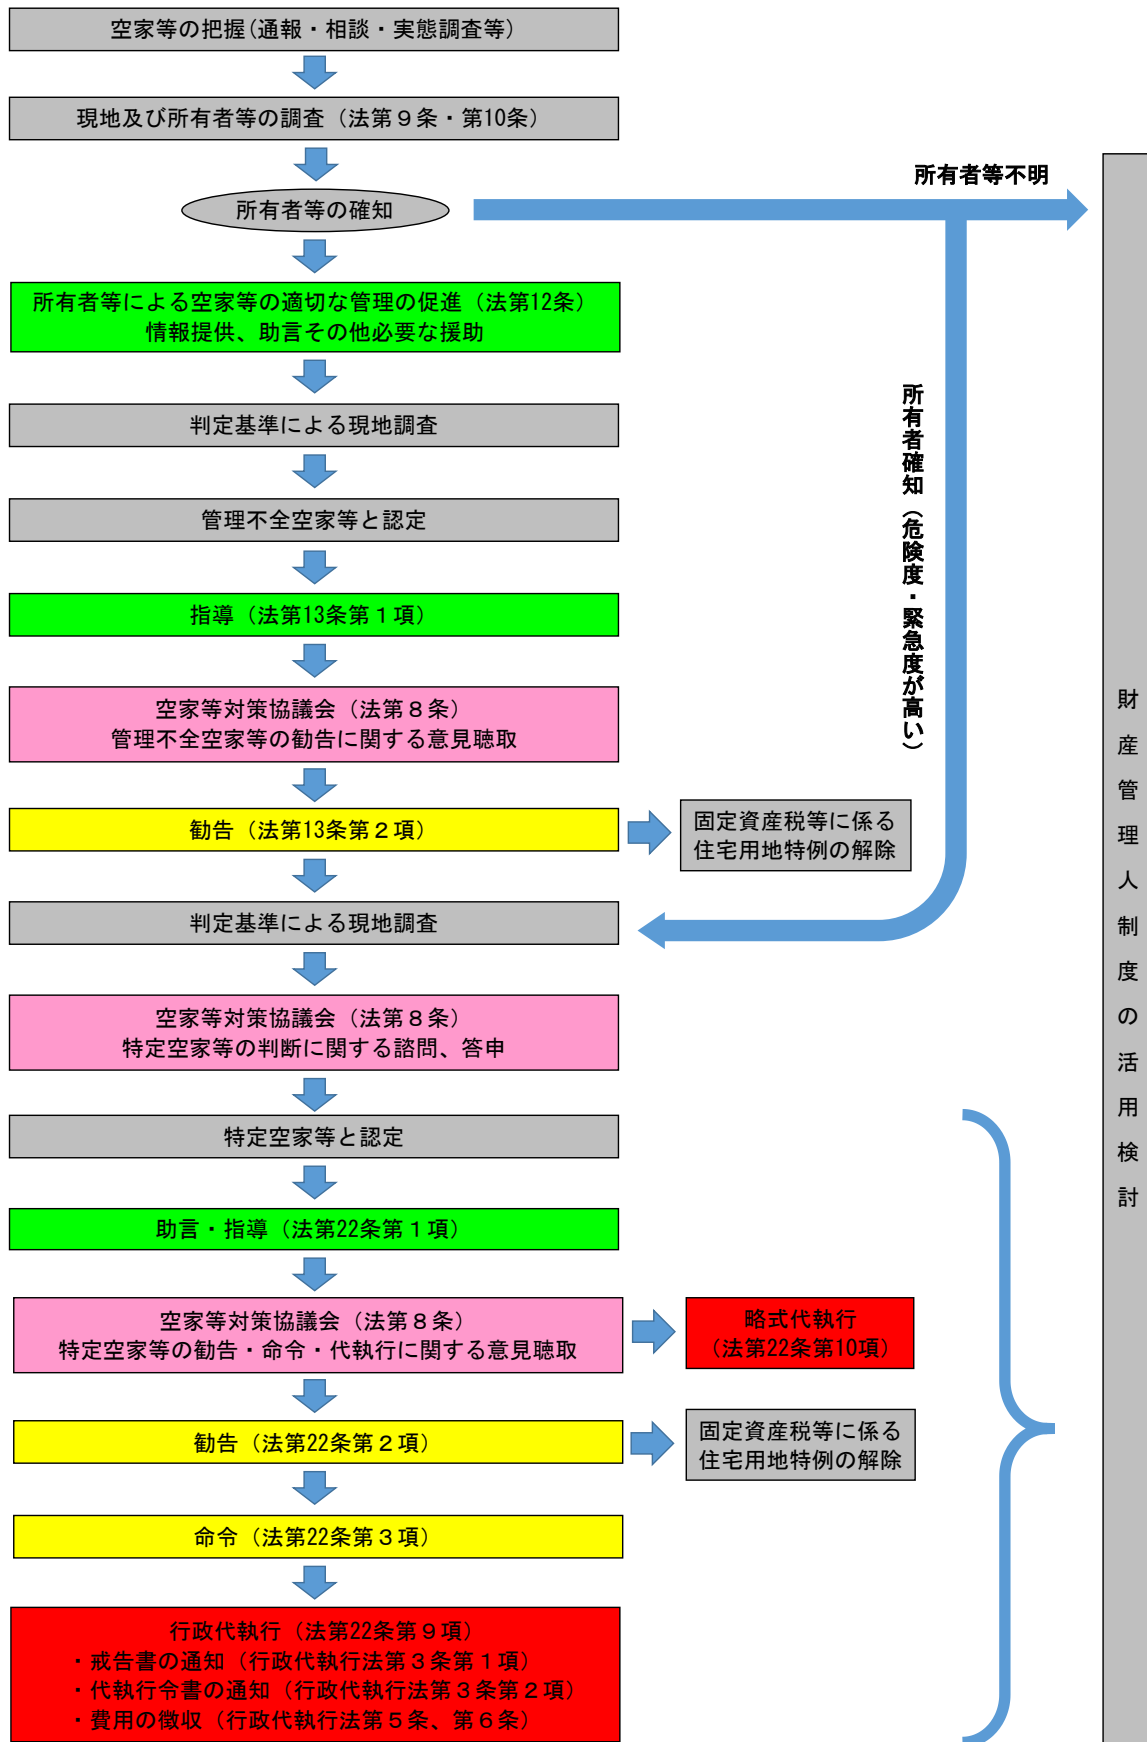 空家等の把握(通報・相談・実態調査等)
現地及び所有者等の調査（法第９条・第10条）
所有者等の確知
所有者等不明
所有者等による空家等の適切な管理の促進（法第12条）
情報提供、助言その他必要な援助
判定基準による現地調査
管理不全空家等と認定
指導（法第13条第１項）
所有者確知（危険度・緊急度が高い）
空家等対策協議会（法第８条）
管理不全空家等の勧告に関する意見聴取
勧告（法第13条第２項）
固定資産税等に係る
住宅用地特例の解除
判定基準による現地調査
空家等対策協議会（法第８条）
特定空家等の判断に関する諮問、答申
特定空家等と認定
助言・指導（法第22条第１項）
空家等対策協議会（法第８条）
特定空家等の勧告・命令・代執行に関する意見聴取
略式代執行
（法第22条第10項）
勧告（法第22条第２項）
固定資産税等に係る
住宅用地特例の解除
命令（法第22条第３項）
行政代執行（法第22条第９項）
・戒告書の通知（行政代執行法第３条第１項）
・代執行令書の通知（行政代執行法第３条第２項）
・費用の徴収（行政代執行法第５条、第６条）
財産管理人制度の活用検討